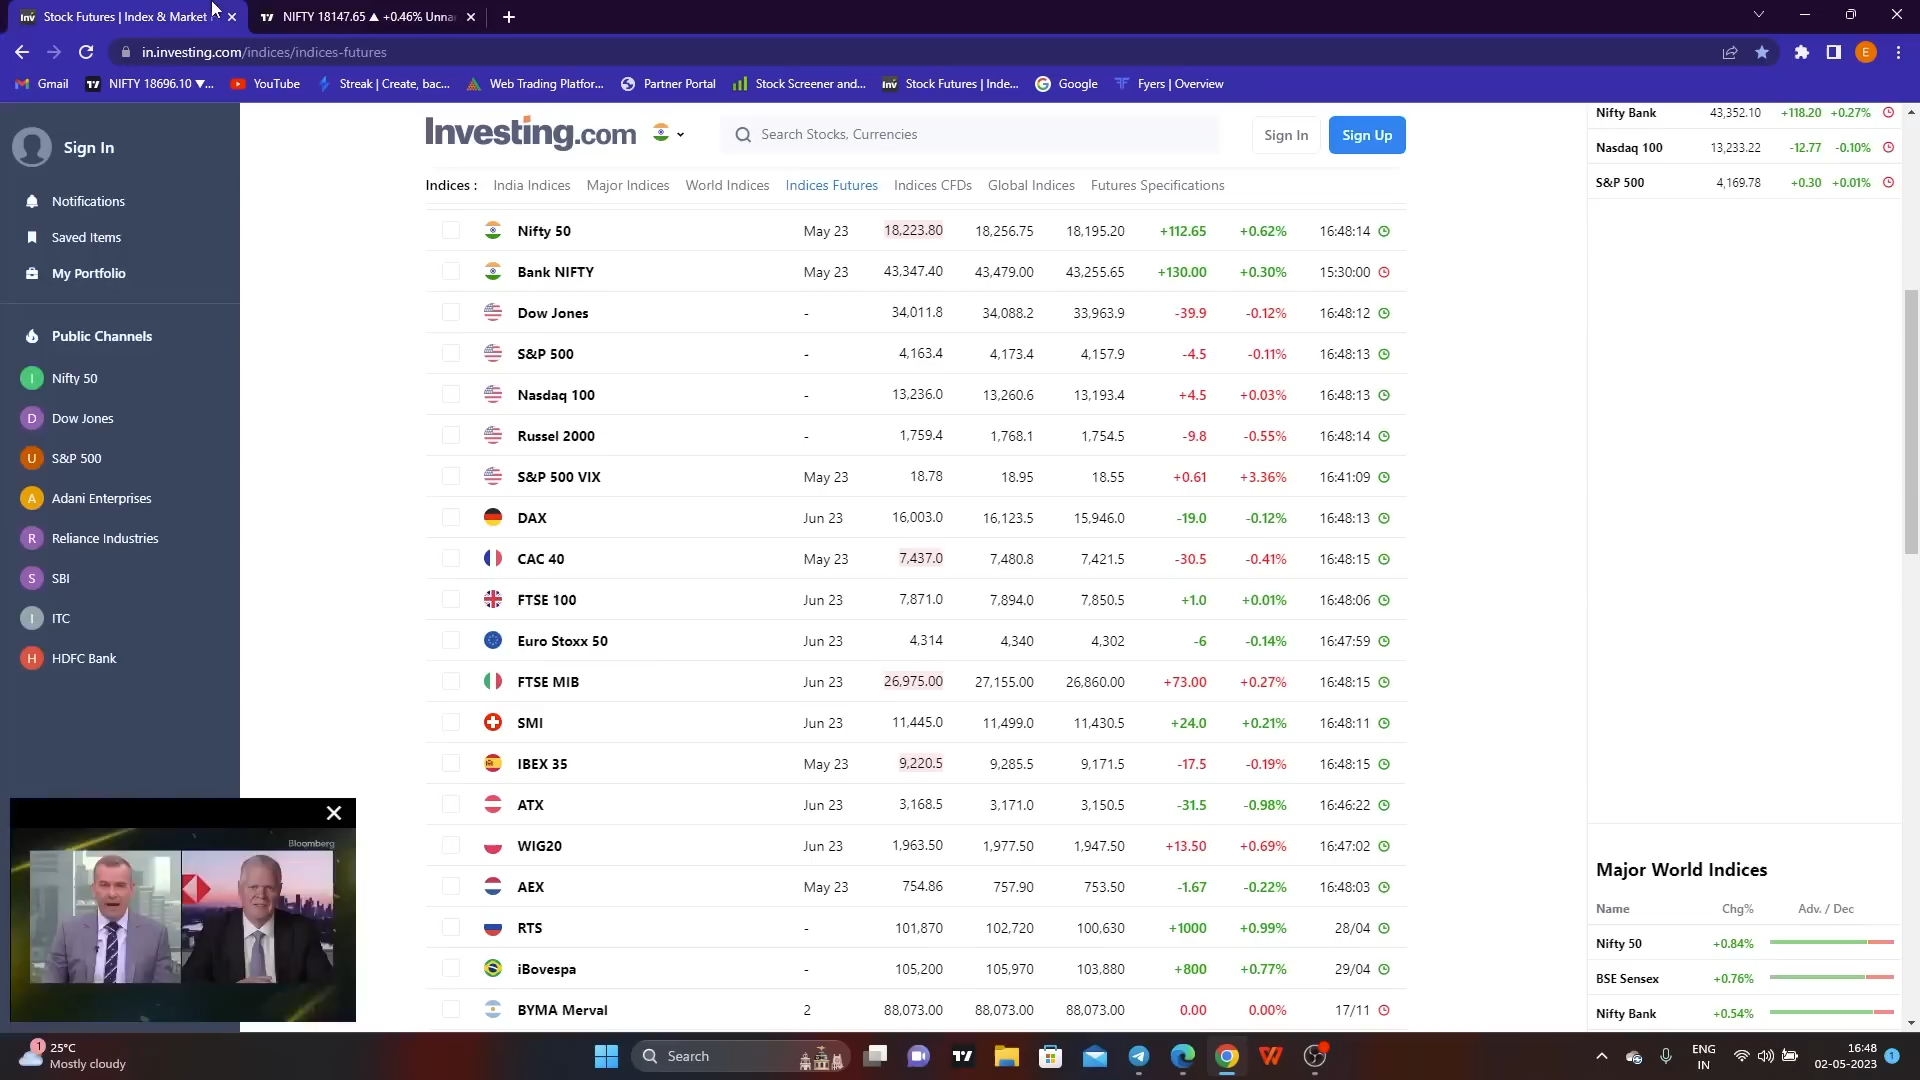 Stock Futures | Index & Market
NIFTY 18147.65 ▲ +0.46% Unna
in.investing.com/indices/indices-futures
E
Gmail
NIFTY 18696.10 ▼...
YouTube
Streak | Create, bac...
Web Trading Platfor...
Partner Portal
Stock Screener and...
Stock Futures | Inde...
Google
Fyers | Overview
Sign In
Notifications
Saved Items
My Portfolio
Public Channels
I Nifty 50
D Dow Jones
U S&P 500
A Adani Enterprises
R Reliance Industries
S SBI
I ITC
H HDFC Bank
Bloomberg
Investing.com
Search Stocks, Currencies
Sign In
Sign Up
Indices : India Indices Major Indices World Indices Indices Futures Indices CFDs Global Indices Futures Specifications
Nifty 50 May 23 18,223.80 18,256.75 18,195.20 +112.65 +0.62% 16:48:14
Bank NIFTY May 23 43,347.40 43,479.00 43,255.65 +130.00 +0.30% 15:30:00
Dow Jones - 34,011.8 34,088.2 33,963.9 -39.9 -0.12% 16:48:12
S&P 500 - 4,163.4 4,173.4 4,157.9 -4.5 -0.11% 16:48:13
Nasdaq 100 - 13,236.0 13,260.6 13,193.4 +4.5 +0.03% 16:48:13
Russel 2000 - 1,759.4 1,768.1 1,754.5 -9.8 -0.55% 16:48:14
S&P 500 VIX May 23 18.78 18.95 18.55 +0.61 +3.36% 16:41:09
DAX Jun 23 16,003.0 16,123.5 15,946.0 -19.0 -0.12% 16:48:13
CAC 40 May 23 7,437.0 7,480.8 7,421.5 -30.5 -0.41% 16:48:15
FTSE 100 Jun 23 7,871.0 7,894.0 7,850.5 +1.0 +0.01% 16:48:06
Euro Stoxx 50 Jun 23 4,314 4,340 4,302 -6 -0.14% 16:47:59
FTSE MIB Jun 23 26,975.00 27,155.00 26,860.00 +73.00 +0.27% 16:48:15
SMI Jun 23 11,445.0 11,499.0 11,430.5 +24.0 +0.21% 16:48:11
IBEX 35 May 23 9,220.5 9,285.5 9,171.5 -17.5 -0.19% 16:48:15
ATX Jun 23 3,168.5 3,171.0 3,150.5 -31.5 -0.98% 16:46:22
WIG20 Jun 23 1,963.50 1,977.50 1,947.50 +13.50 +0.69% 16:47:02
AEX May 23 754.86 757.90 753.50 -1.67 -0.22% 16:48:03
RTS - 101,870 102,720 100,630 +1000 +0.99% 28/04
iBovespa - 105,200 105,970 103,880 +800 +0.77% 29/04
BYMA Merval 2 88,073.00 88,073.00 88,073.00 0.00 0.00% 17/11
Nifty Bank 43,352.10 +118.20 +0.27%
Nasdaq 100 13,233.22 -12.77 -0.10%
S&P 500 4,169.78 +0.30 +0.01%
Major World Indices
Name Chg% Adv. / Dec
Nifty 50 +0.84%
BSE Sensex +0.76%
Nifty Bank +0.54%
1
25°C
Mostly cloudy
Search
ENG
IN
16:48
02-05-2023
1